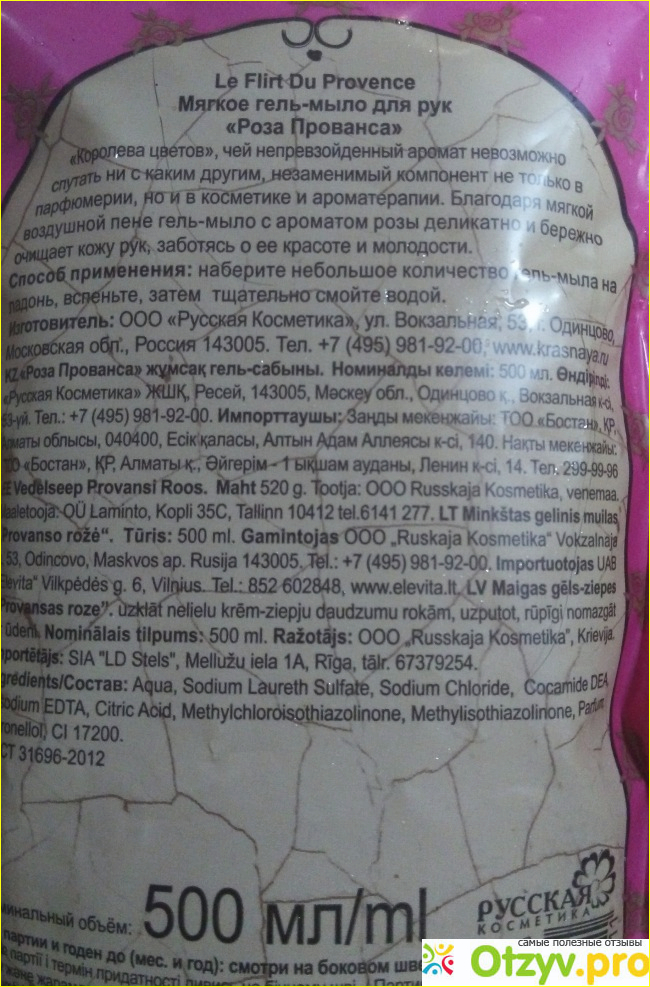 Le Flirt Du Provence
Мягкое гель-мыло для рук
«Роза Прованса»
«Королева цветов», чей непревзойденный аромат невозможно
спутать ни с каким другим, незаменимый компонент не только в
парфюмерии, но и в косметике и ароматерапии. Благодаря мягкой
воздушной пене гель-мыло с ароматом розы деликатно и бережно
очищает кожу рук, заботясь о ее красоте и молодости.
Способ применения: наберите небольшое количество гель-мыла на
ладонь, вспеньте, затем тщательно смойте водой.
Изготовитель: ООО «Русская Косметика», ул. Вокзальная, 53, г. Одинцово,
Московская обл., Россия 143005. Тел. +7 (495) 981-92-00, www.krasnaya.ru
KZ «Роза Прованса» жұмсақ гель-сабыны. Номиналды көлемі: 500 мл. Өндіріпші:
«Русская Косметика» ЖШҚ, Ресей, 143005, Мәскеу обл., Одинцово қ., Вокзальная к-сі,
53-үй. Тел.: +7 (495) 981-92-00. Импорттаушы: Заңды мекенжайы: ТОО «Бостан», ҚР,
Алматы облысы, 040400, Есік қаласы, Алтын Адам Аллеясы к-сі, 140. Нақты мекенжайы:
ТОО «Бостан», ҚР, Алматы қ., Әйгерім - 1 ықшам ауданы, Ленин к-сі, 14. Тел. 299-99-96
EE Vedelseep Provansi Roos. Maht 520 g. Tootja: OOO Russkaja Kosmetika, venemaa.
Maaletooja: OÜ Laminto, Kopli 35C, Tallinn 10412 tel.6141 277. LT Minkštas gelinis muilas
Provanso rožė“. Tūris: 500 ml. Gamintojas OOO „Ruskaja Kosmetika“ Vokzalnaja
53, Odincovo, Maskvos ap. Rusija 143005. Tel.: +7 (495) 981-92-00. Importuotojas UAB
Elevita“ Vilkpėdės g. 6, Vilnius. Tel.: 852 602848, www.elevita.lt. LV Maigas gēls-ziepes
Provansas roze”. uzklāt nelielu krēm-ziepju daudzumu rokām, uzputot, rūpīgi nomazgāt
ūdeni. Nominālais tilpums: 500 ml. Ražotājs: OOO „Russkaja Kosmetika”, Krievija.
mportētājs: SIA "LD Stels", Mellužu iela 1A, Rīga, tālr. 67379254.
gredients/Состав: Aqua, Sodium Laureth Sulfate, Sodium Chloride, Cocamide DEA,
sodium EDTA, Citric Acid, Methylchloroisothiazolinone, Methylisothiazolinone, Parfum
ronellol, CI 17200.
СТ 31696-2012
минальный объём: 500 мл/ml
РУССКАЯ
КОСМЕТИКА
партии и годен до (мес. и год): смотри на боковом шве
партії і термін придатності
самые полезные отзывы
Otzyv.pro